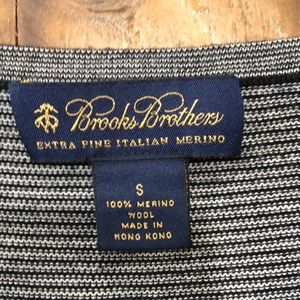 Brooks Brothers
EXTRA FINE ITALIAN MERINO
S
100% MERINO
WOOL
MADE IN
HONG KONG